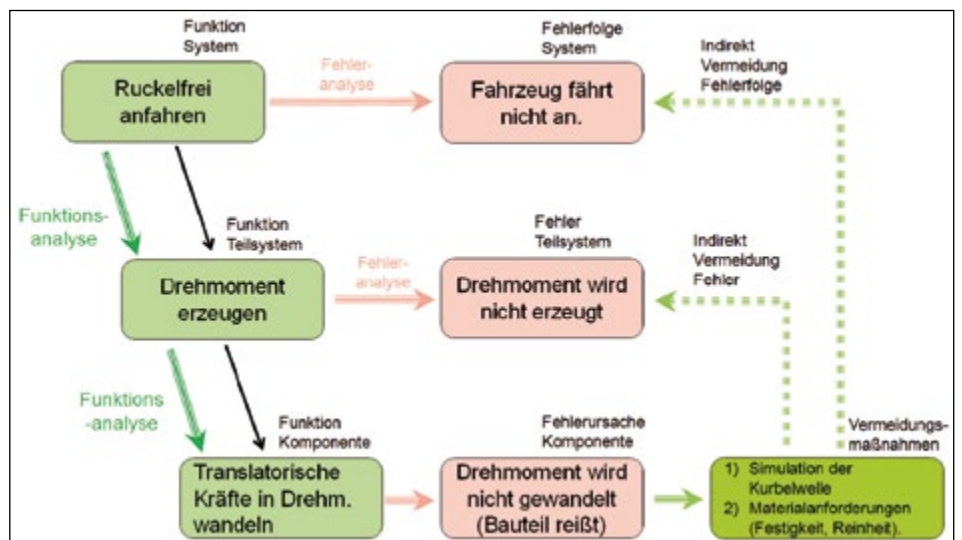 Funktion
System
Fehlerfolge
System
Indirekt
Vermeidung
Fehlerfolge
Ruckelfrei
anfahren
Fehler-
analyse
Fahrzeug fährt
nicht an.
Funktions-
analyse
Funktion
Teilsystem
Fehler
Teilsystem
Indirekt
Vermeidung
Fehler
Drehmoment
erzeugen
Fehler-
analyse
Drehmoment wird
nicht erzeugt
Funktions
-analyse
Funktion
Komponente
Fehlerursache
Komponente
Vermeidungs-
maßnahmen
Translatorische
Kräfte in Drehm.
wandeln
Drehmoment wird
nicht gewandelt
(Bauteil reißt)
1) Simulation der
Kurbelwelle
2) Materialanforderungen
(Festigkeit, Reinheit).